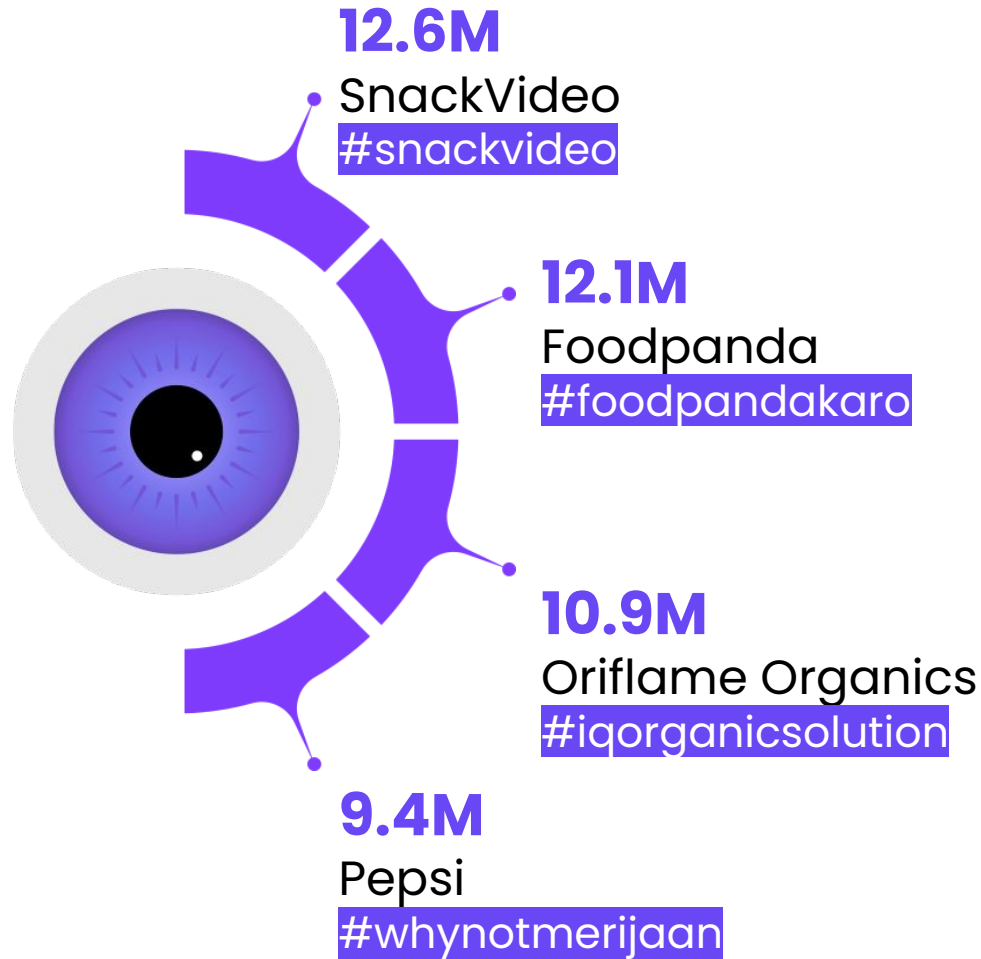 12.6M
SnackVideo
#snackvideo
12.1M
Foodpanda
#foodpandakaro
10.9M
Oriflame Organics
#iqorganicsolution
9.4M
Pepsi
#whynotmerijaan